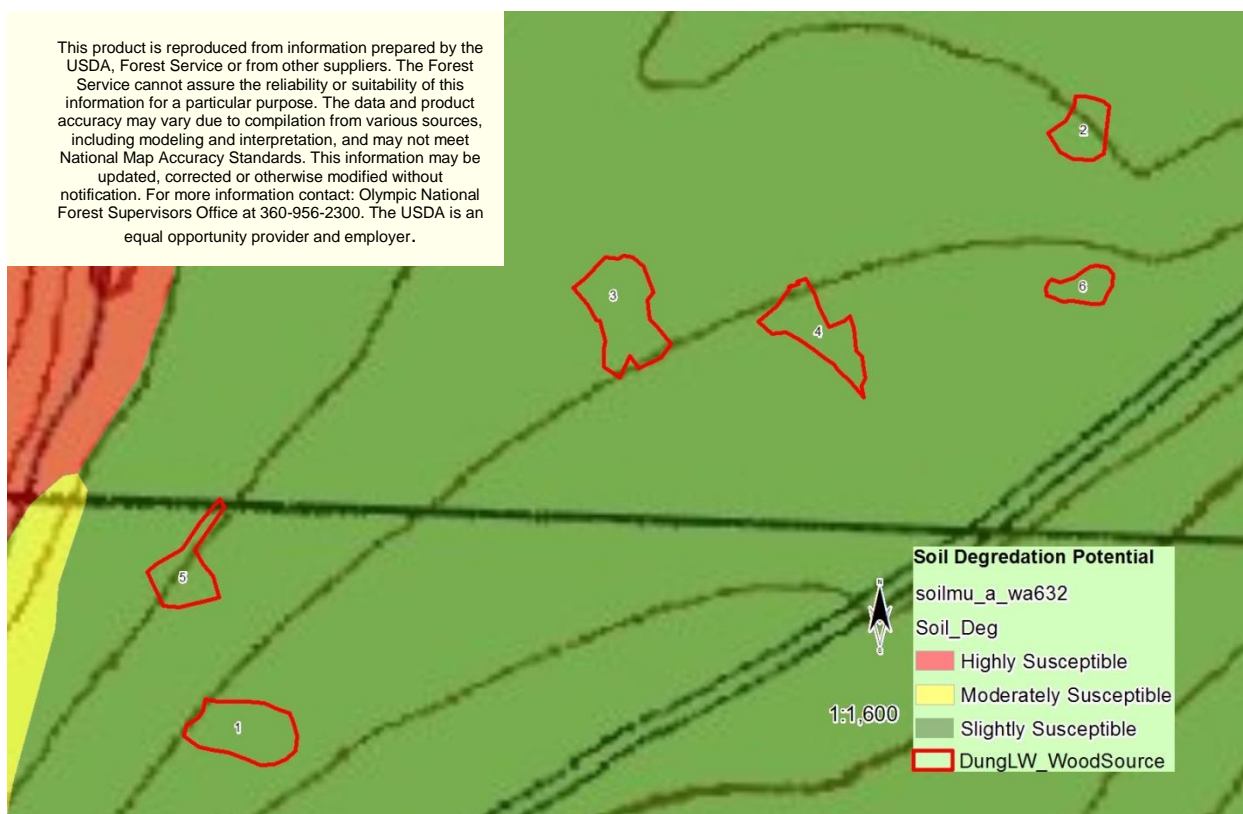 This product is reproduced from information prepared by the
USDA, Forest Service or from other suppliers. The Forest
Service cannot assure the reliability or suitability of this
information for a particular purpose. The data and product
accuracy may vary due to compilation from various sources,
including modeling and interpretation, and may not meet
National Map Accuracy Standards. This information may be
updated, corrected or otherwise modified without
notification. For more information contact: Olympic National
Forest Supervisors Office at 360-956-2300. The USDA is an
equal opportunity provider and employer.
2
3
6
4
5
1
N
S
1:1,600
Soil Degredation Potential
soilmu_a_wa632
Soil_Deg
Highly Susceptible
Moderately Susceptible
Slightly Susceptible
DungLW_WoodSource